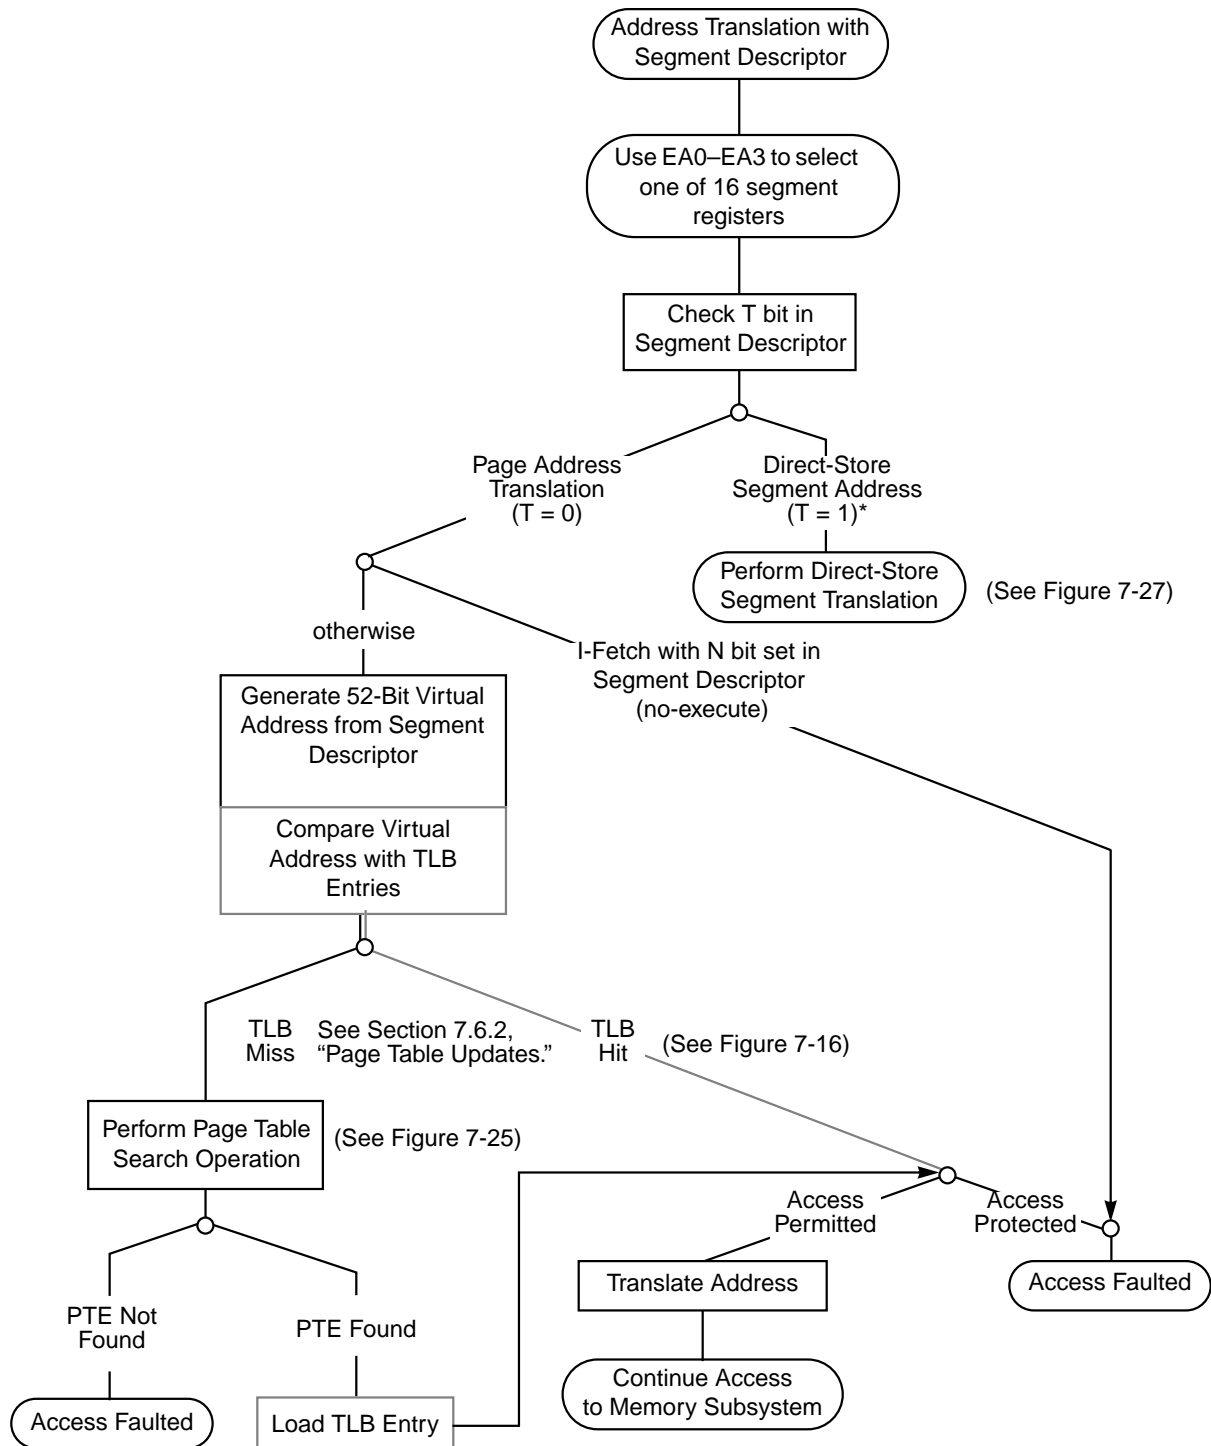 Address Translation with
Segment Descriptor
Use EA0–EA3 to select
one of 16 segment
registers
Check T bit in
Segment Descriptor
Page Address
Translation
(T = 0)
Direct-Store
Segment Address
(T = 1)*
Perform Direct-Store
Segment Translation
(See Figure 7-27)
otherwise
I-Fetch with N bit set in
Segment Descriptor
(no-execute)
Generate 52-Bit Virtual
Address from Segment
Descriptor
Compare Virtual
Address with TLB
Entries
TLB
Miss
See Section 7.6.2,
“Page Table Updates.”
TLB
Hit
(See Figure 7-16)
Perform Page Table
Search Operation
(See Figure 7-25)
Access
Permitted
Access
Protected
Translate Address
Access Faulted
PTE Not
Found
PTE Found
Continue Access
to Memory Subsystem
Access Faulted
Load TLB Entry